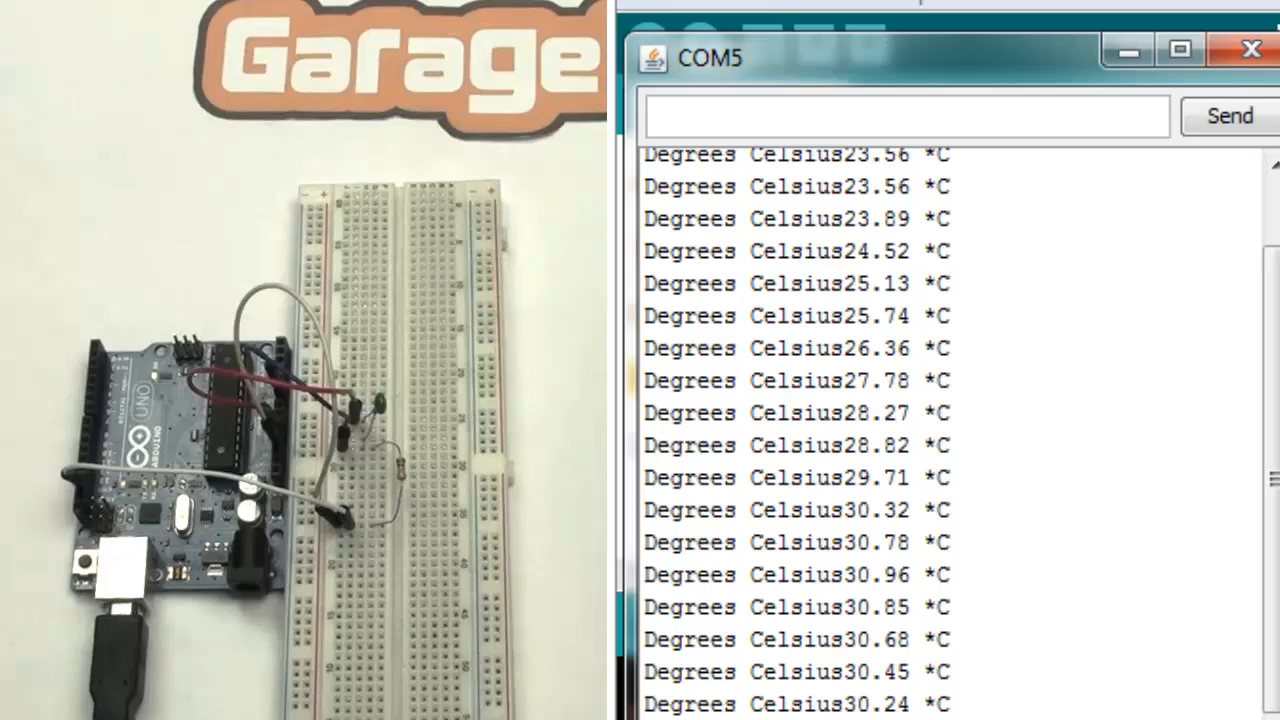 Garage
COM5
Send
Degrees Celsius23.56 *C
Degrees Celsius23.56 *C
Degrees Celsius23.89 *C
Degrees Celsius24.52 *C
Degrees Celsius25.13 *C
Degrees Celsius25.74 *C
Degrees Celsius26.36 *C
Degrees Celsius27.78 *C
Degrees Celsius28.27 *C
Degrees Celsius28.82 *C
Degrees Celsius29.71 *C
Degrees Celsius30.32 *C
Degrees Celsius30.78 *C
Degrees Celsius30.96 *C
Degrees Celsius30.85 *C
Degrees Celsius30.68 *C
Degrees Celsius30.45 *C
Degrees Celsius30.24 *C
UNO
ARDUINO